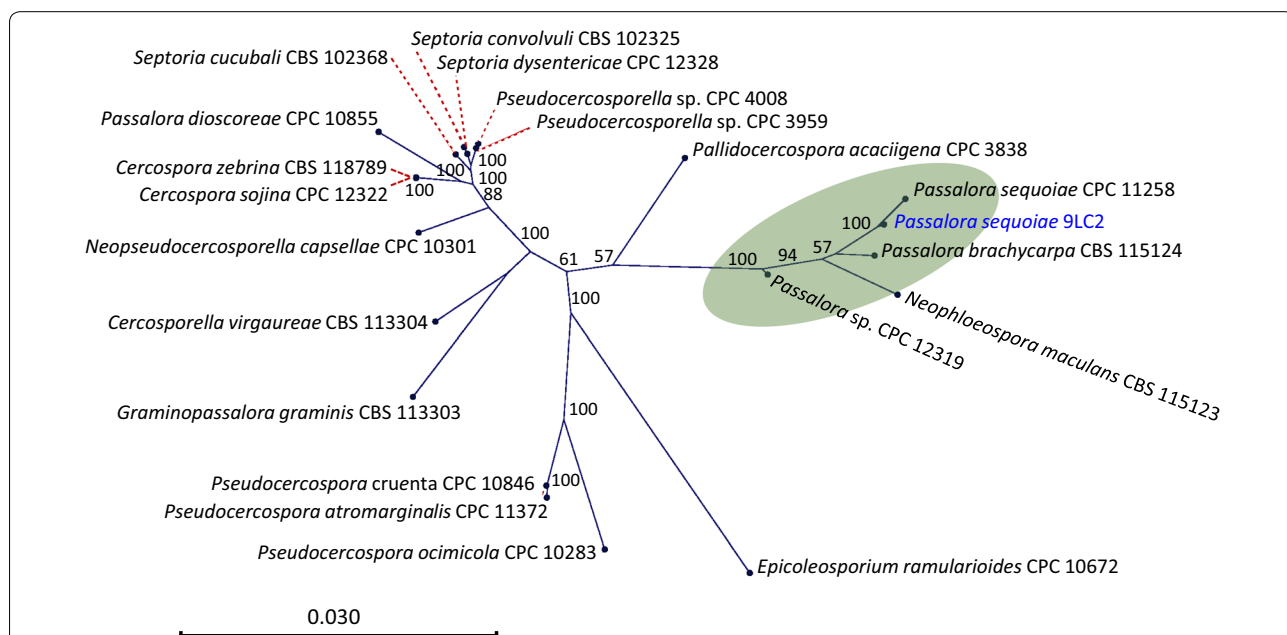 Septoria convolvuli CBS 102325
Septoria cucubali CBS 102368
Septoria dysentericae CPC 12328
Pseudocercosporella sp. CPC 4008
Passalora dioscoreae CPC 10855
Pseudocercosporella sp. CPC 3959
Pallidocercospora acaciigena CPC 3838
100
100
Cercospora zebrina CBS 118789
100
100
Cercospora sojina CPC 12322
88
Passalora sequoiae CPC 11258
100
Passalora sequoiae 9LC2
Neopseudocercosporella capsellae CPC 10301
100
61
57
100
94
57
Passalora brachycarpa CBS 115124
Passalora sp. CPC 12319
Neophloeospora maculans CBS 115123
100
Cercosporella virgaureae CBS 113304
Graminopassalora graminis CBS 113303
100
Pseudocercospora cruenta CPC 10846
100
Pseudocercospora atromarginalis CPC 11372
Pseudocercospora ocimicola CPC 10283
Epicoleosporium ramularioides CPC 10672
0.030